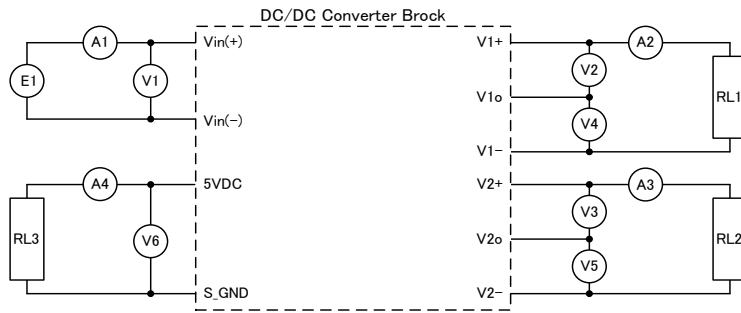 DC/DC Converter Brock
A1
Vin(+)
E1
V1
Vin(-)
A4
5VDC
RL3
V6
S_GND
V1+
A2
V2
V1o
RL1
V4
V1-
V2+
A3
V3
V2o
RL2
V5
V2-